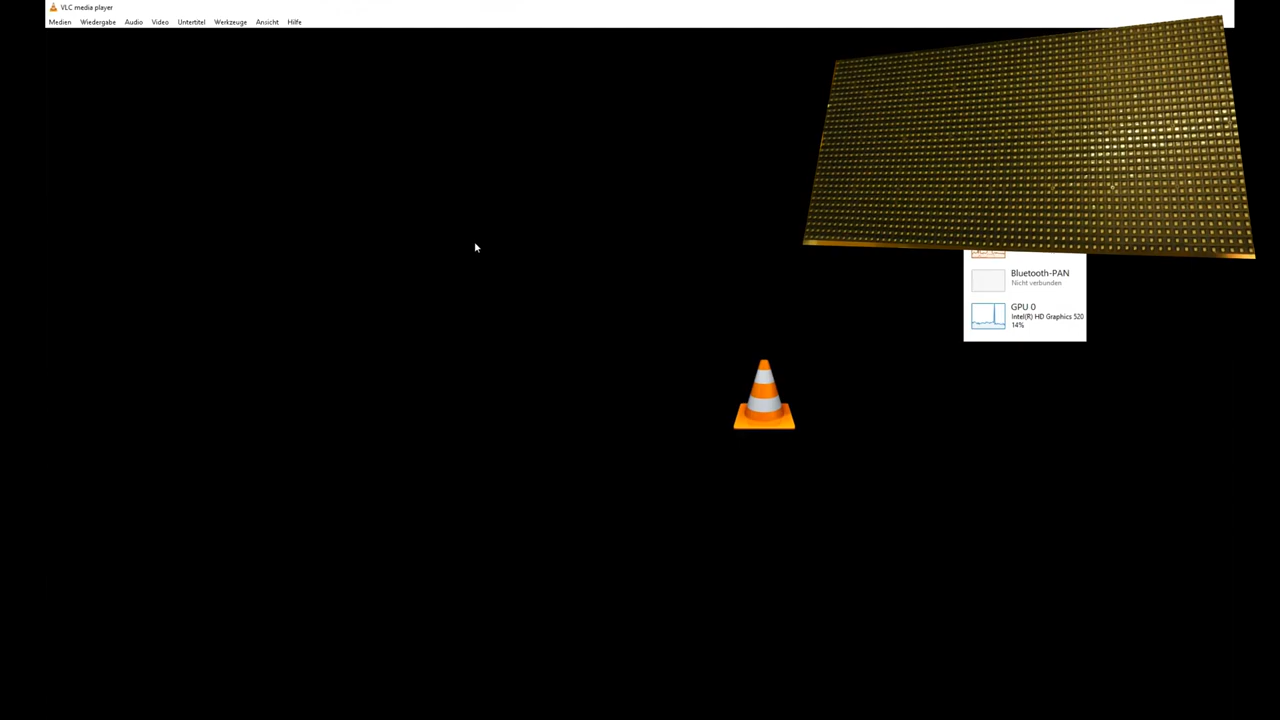 VLC media player
Medien Wiedergabe Audio Video Untertitel Werkzeuge Ansicht Hilfe
Bluetooth-PAN
Nicht verbunden
GPU 0
Intel(R) HD Graphics 520
14%